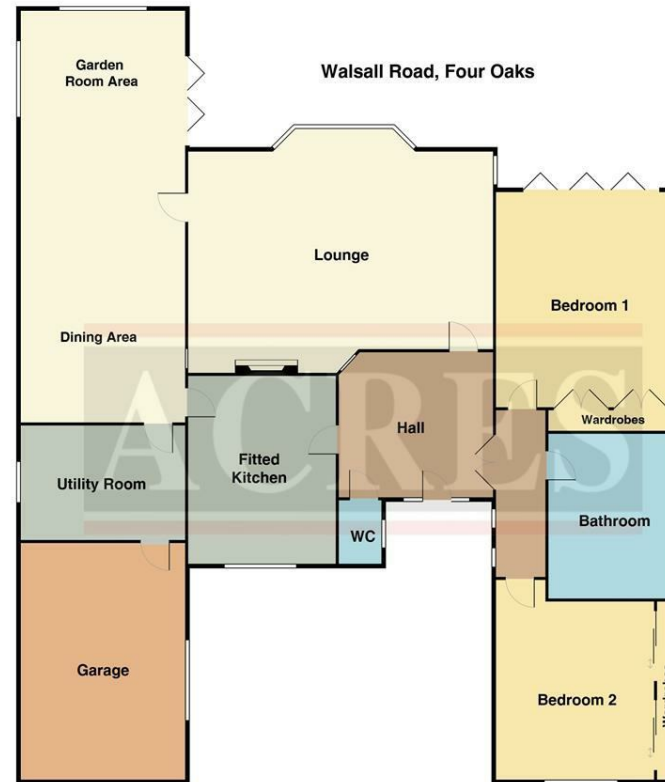 Garden
Room Area
Walsall Road, Four Oaks
Lounge
Bedroom 1
Dining Area
ACRES
Wardrobes
Hall
Fitted
Kitchen
Utility Room
Bathroom
WC
Garage
Bedroom 2